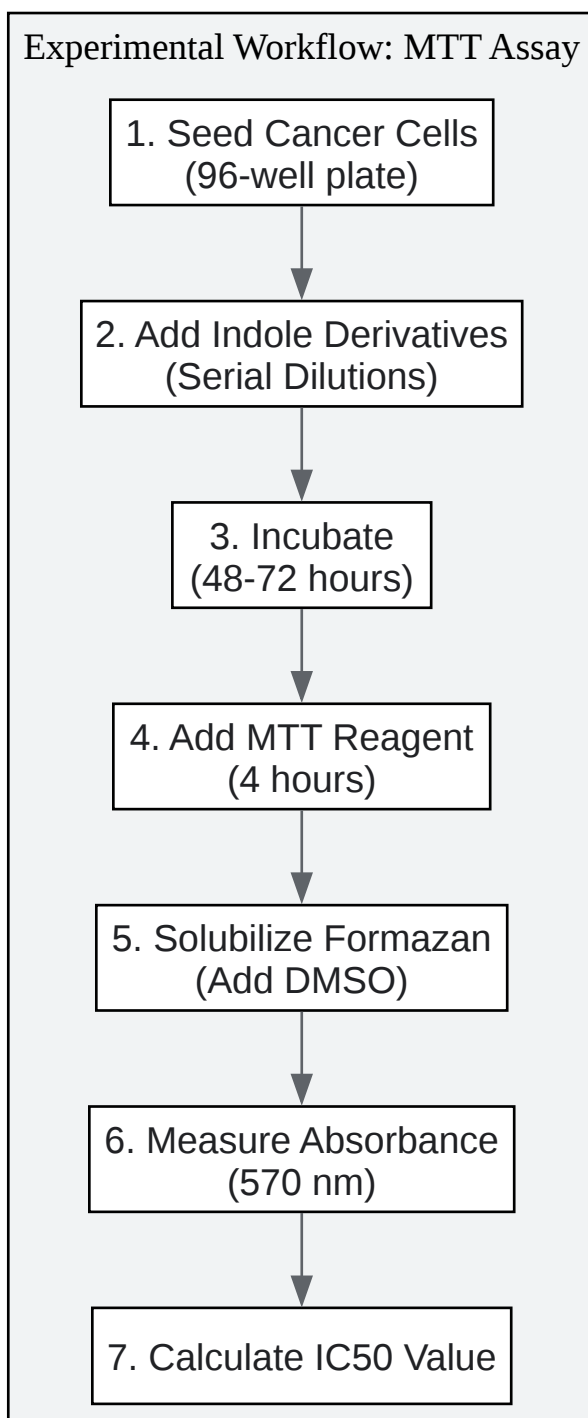 Experimental Workflow: MTT Assay
1. Seed Cancer Cells
(96-well plate)
2. Add Indole Derivatives
(Serial Dilutions)
3. Incubate
(48-72 hours)
4. Add MTT Reagent
(4 hours)
5. Solubilize Formazan
(Add DMSO)
6. Measure Absorbance
(570 nm)
7. Calculate IC50 Value